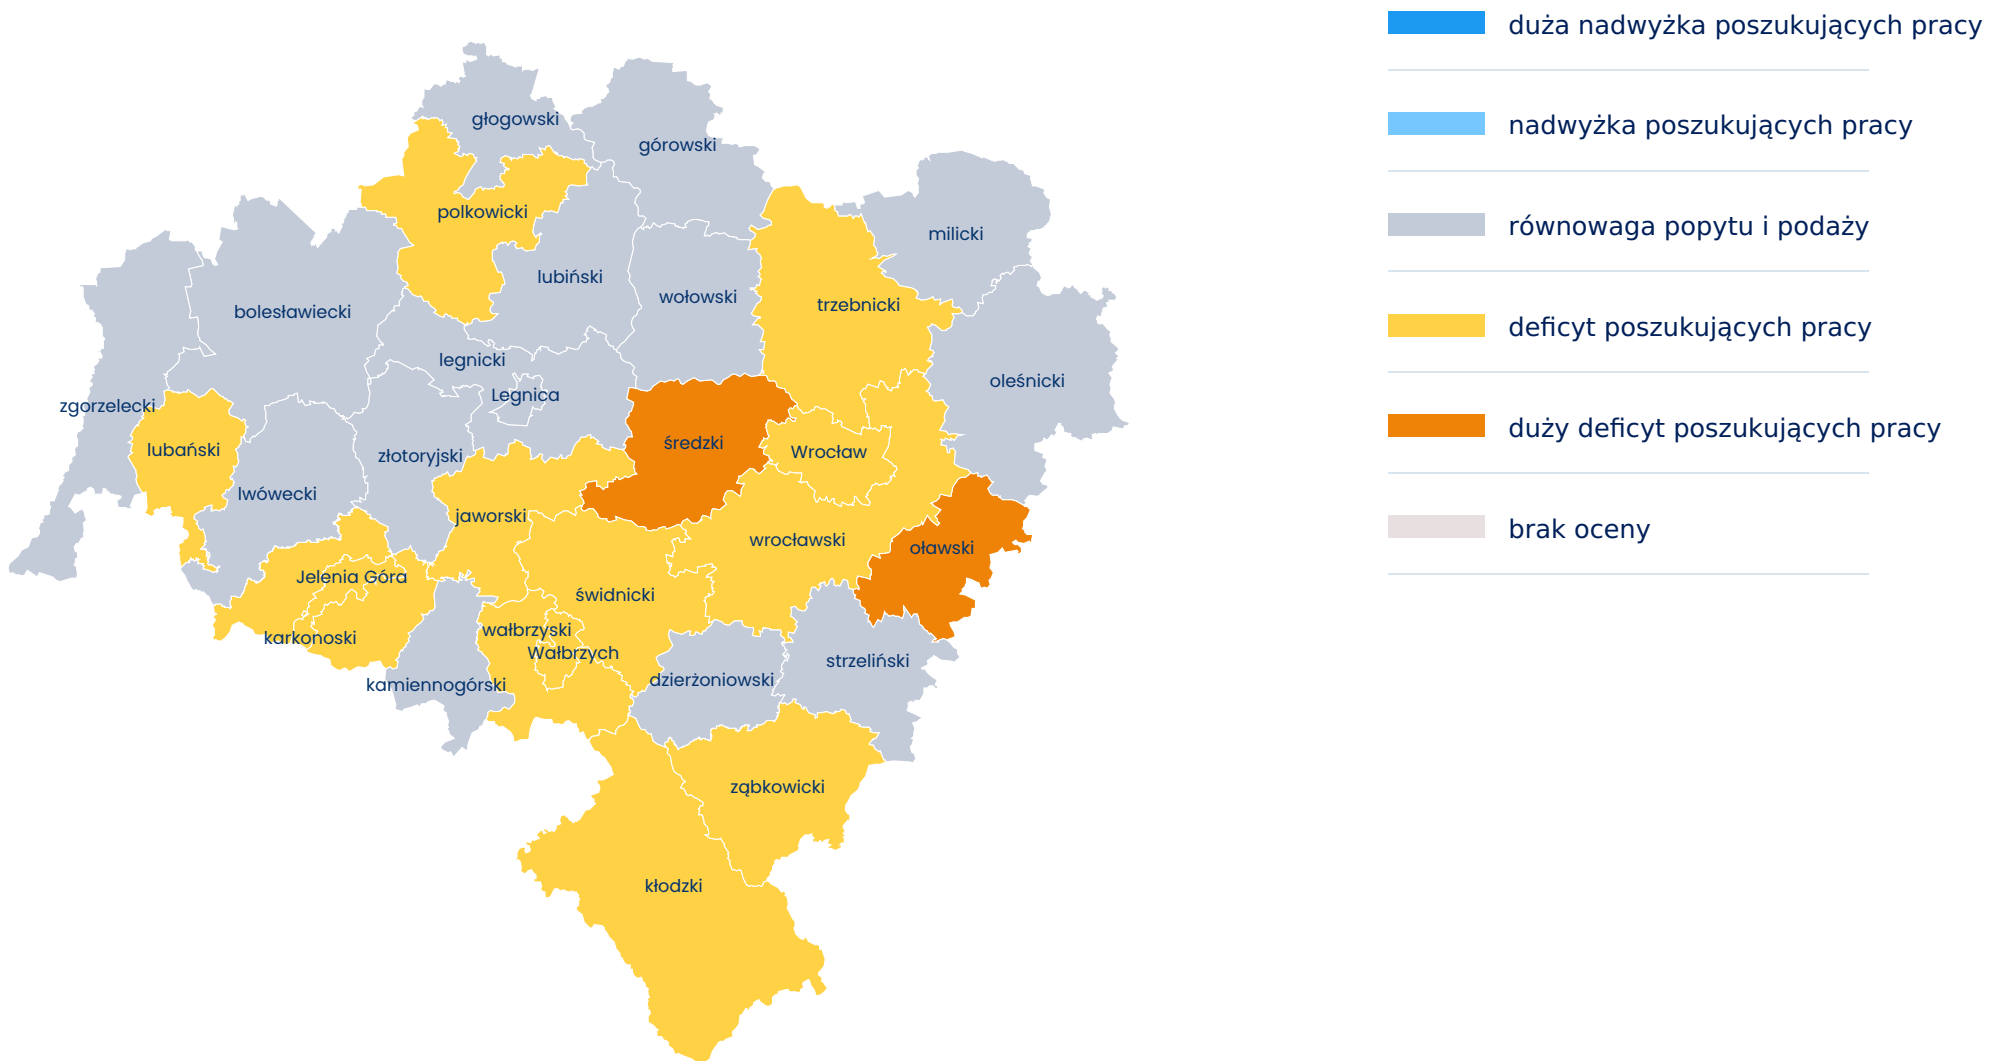 duża nadwyżka poszukujących pracy
nadwyżka poszukujących pracy
równowaga popytu i podaży
deficyt poszukujących pracy
duży deficyt poszukujących pracy
brak oceny
głogowski
górowski
polkowicki
milicki
lubiński
wołowski
trzebnicki
bolesławiecki
legnicki
oleśnicki
Legnica
zgorzelecki
średzki
lubański
Wrocław
złotoryjski
lwówecki
jaworski
wrocławski
oławski
Jelenia Góra
świdnicki
wałbrzyski
karkonoski
Wałbrzych
strzeliński
dzierżoniowski
kamiennogórski
ząbkowicki
kłodzki